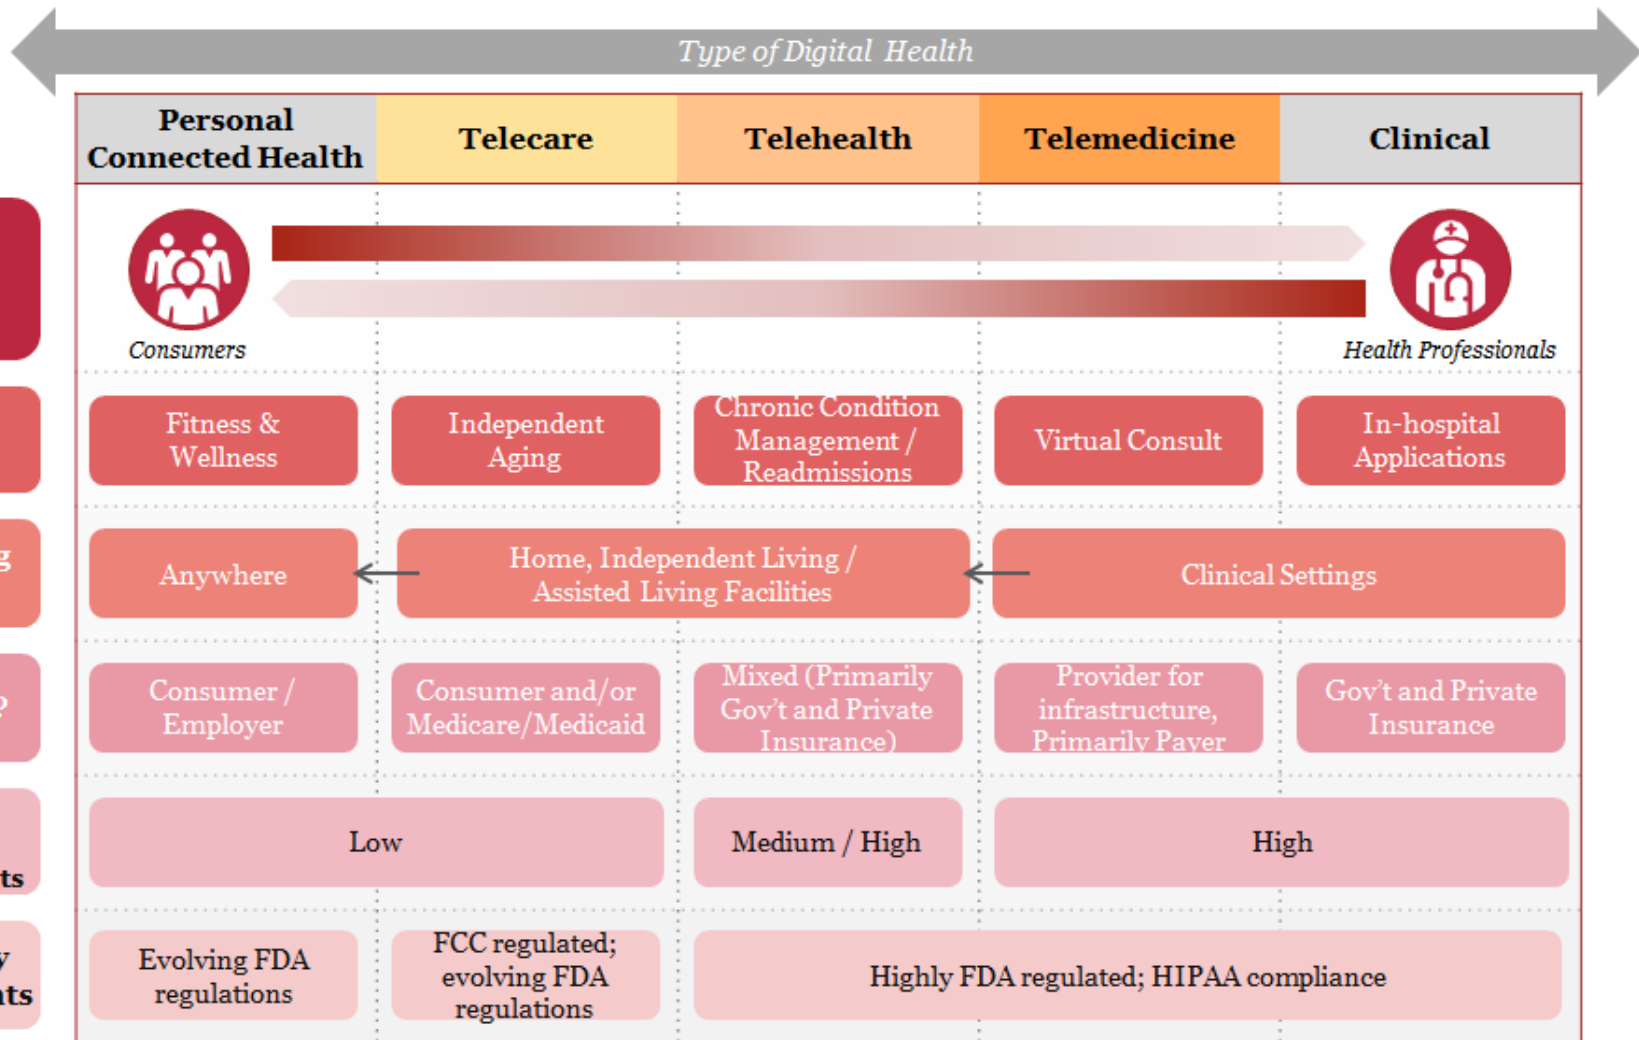 Type of Digital Health
Personal
Connected Health
Telecare
Telehealth
Telemedicine
Clinical
Consumers
Health Professionals
Fitness &
Wellness
Independent
Aging
Chronic Condition
Management /
Readmissions
Virtual Consult
In-hospital
Applications
g
Anywhere
Home, Independent Living /
Assisted Living Facilities
Clinical Settings
?
Consumer /
Employer
Consumer and/or
Medicare/Medicaid
Mixed (Primarily
Gov't and Private
Insurance)
Provider for
infrastructure,
Primarily Payer
Gov't and Private
Insurance
ts
Low
Medium / High
High
y
nts
Evolving FDA
regulations
FCC regulated;
evolving FDA
regulations
Highly FDA regulated; HIPAA compliance